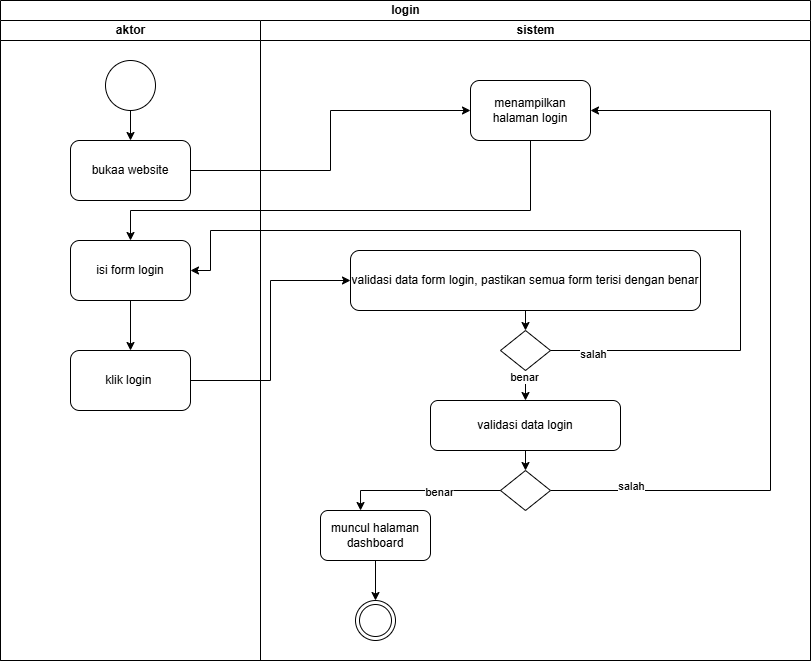 login
aktor
sistem
menampilkan
halaman login
bukaa website
isi form login
validasi data form login, pastikan semua form terisi dengan benar
salah
klik login
benar
validasi data login
salah
benar
muncul halaman
dashboard